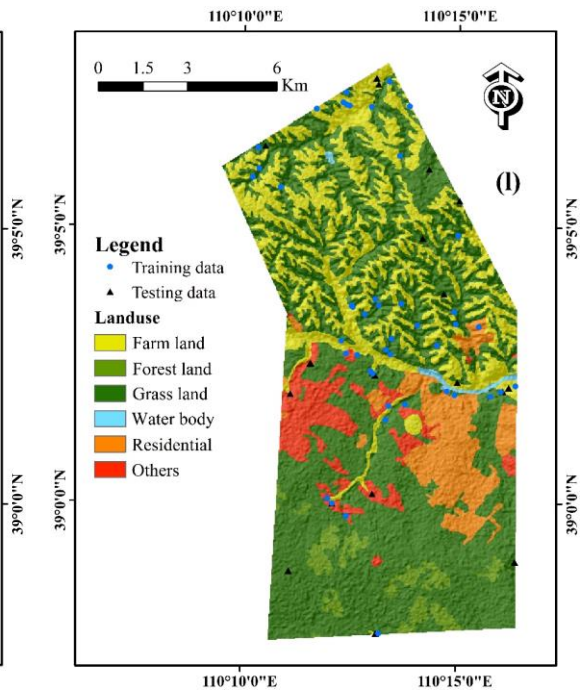 110°10'0"E 110°15'0"E
0 1.5 3 6
Km
N
(l)
39°5'0"N 39°5'0"N
Legend
Training data
Testing data
Landuse
Farm land
Forest land
Grass land
Water body
Residential
Others
39°0'0"N 39°0'0"N
110°10'0"E 110°15'0"E